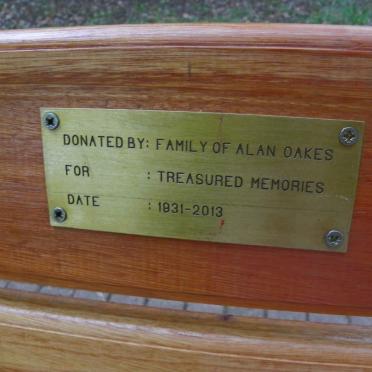 DONATED BY: FAMILY OF ALAN OAKES
FOR : TREASURED MEMORIES
DATE : 1931-2013